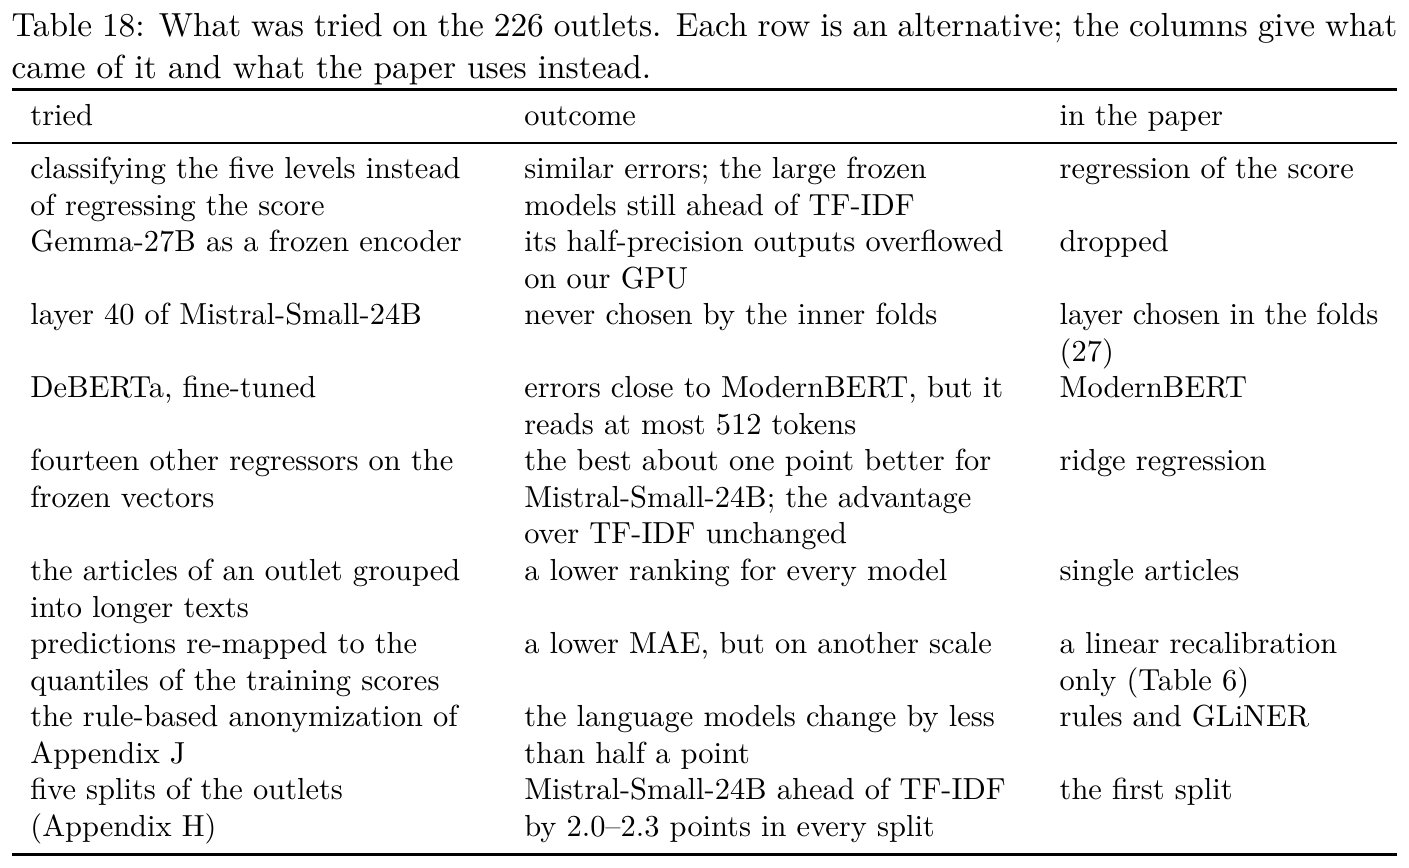 Table 18: What was tried on the 226 outlets. Each row is an alternative; the columns give what
came of it and what the paper uses instead.
tried outcome in the paper
classifying the five levels instead similar errors; the large frozen regression of the score
of regressing the score models still ahead of TF-IDF
Gemma-27B as a frozen encoder its half-precision outputs overflowed dropped
on our GPU
layer 40 of Mistral-Small-24B never chosen by the inner folds layer chosen in the folds
(27)
DeBERTa, fine-tuned errors close to ModernBERT, but it ModernBERT
reads at most 512 tokens
fourteen other regressors on the the best about one point better for ridge regression
frozen vectors Mistral-Small-24B; the advantage
over TF-IDF unchanged
the articles of an outlet grouped a lower ranking for every model single articles
into longer texts
predictions re-mapped to the a lower MAE, but on another scale a linear recalibration
quantiles of the training scores only (Table 6)
the rule-based anonymization of the language models change by less rules and GLiNER
Appendix J than half a point
five splits of the outlets Mistral-Small-24B ahead of TF-IDF the first split
(Appendix H) by 2.0–2.3 points in every split